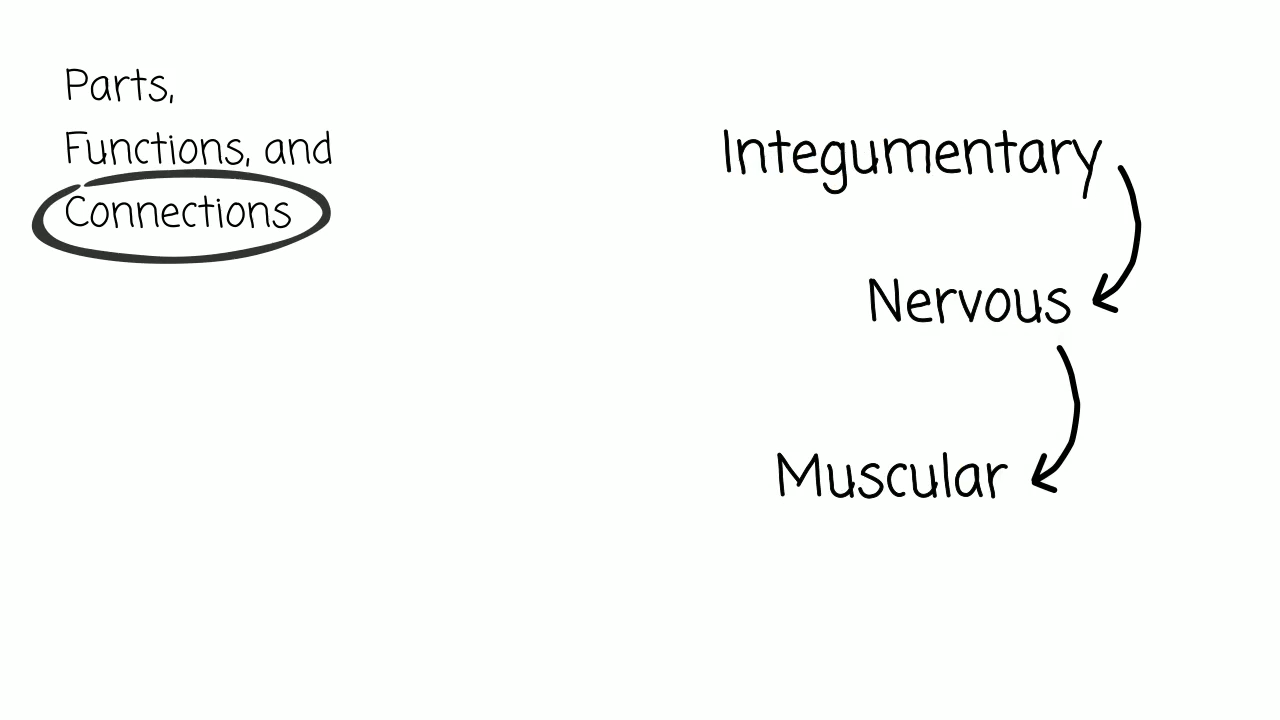 Parts,
Functions, and
Connections
Integumentary
Nervous
Muscular